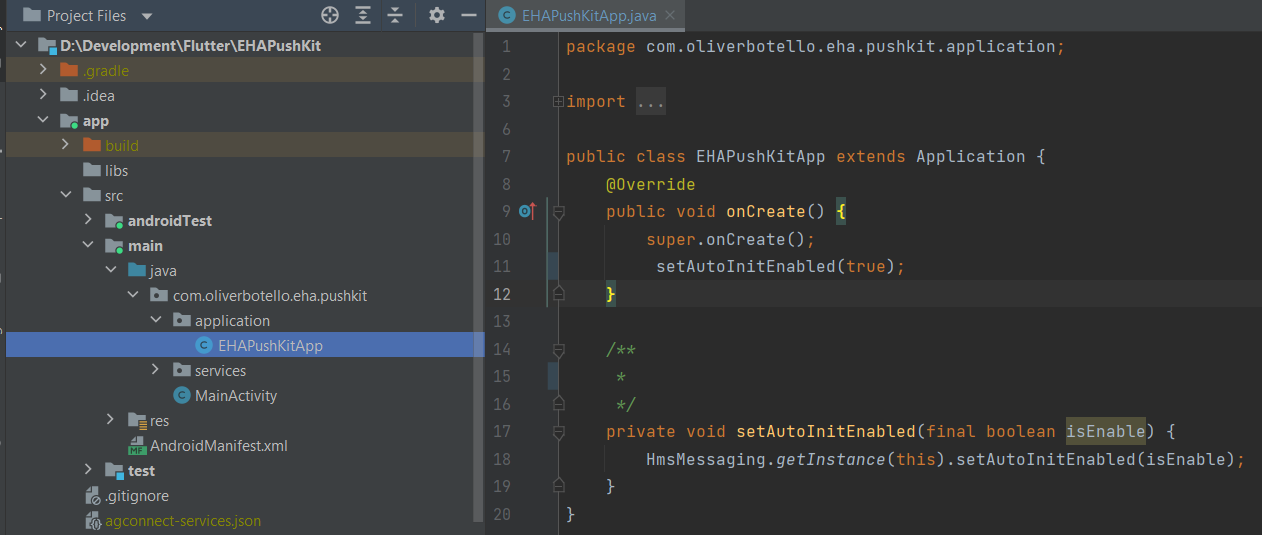 Project Files
D:\Development\Flutter\EHAPushKit
.gradle
.idea
app
build
libs
src
androidTest
main
java
com.oliverbotello.eha.pushkit
application
EHAPushKitApp
services
MainActivity
res
AndroidManifest.xml
test
.gitignore
agconnect-services.json
EHAPushKitApp.java
1 package com.oliverbotello.eha.pushkit.application;
2
3 import ...
6
7 public class EHAPushKitApp extends Application {
8 @Override
9 public void onCreate() {
10 super.onCreate();
11 setAutoInitEnabled(true);
12 }
13
14 /**
15 *
16 */
17 private void setAutoInitEnabled(final boolean isEnable) {
18 HmsMessaging.getInstance(this).setAutoInitEnabled(isEnable);
19 }
20 }